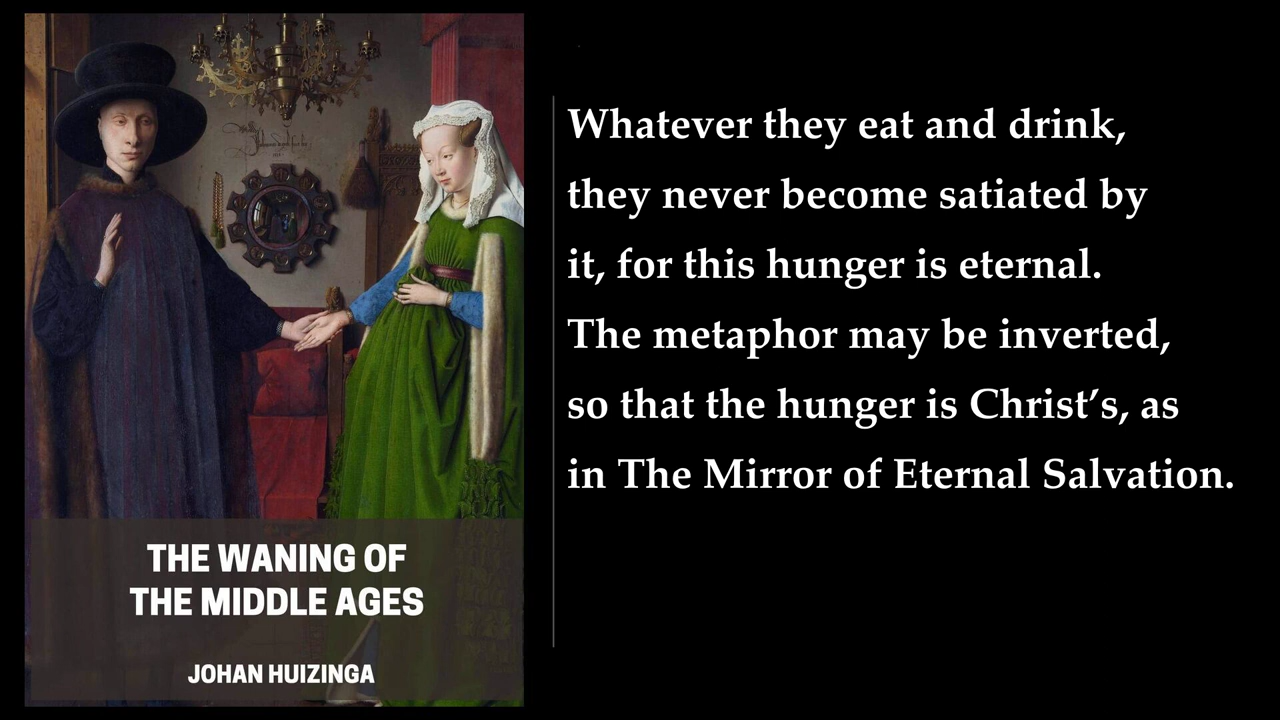 THE WANING OF
THE MIDDLE AGES
JOHAN HUIZINGA
Whatever they eat and drink,
they never become satiated by
it, for this hunger is eternal.
The metaphor may be inverted,
so that the hunger is Christ’s, as
in The Mirror of Eternal Salvation.